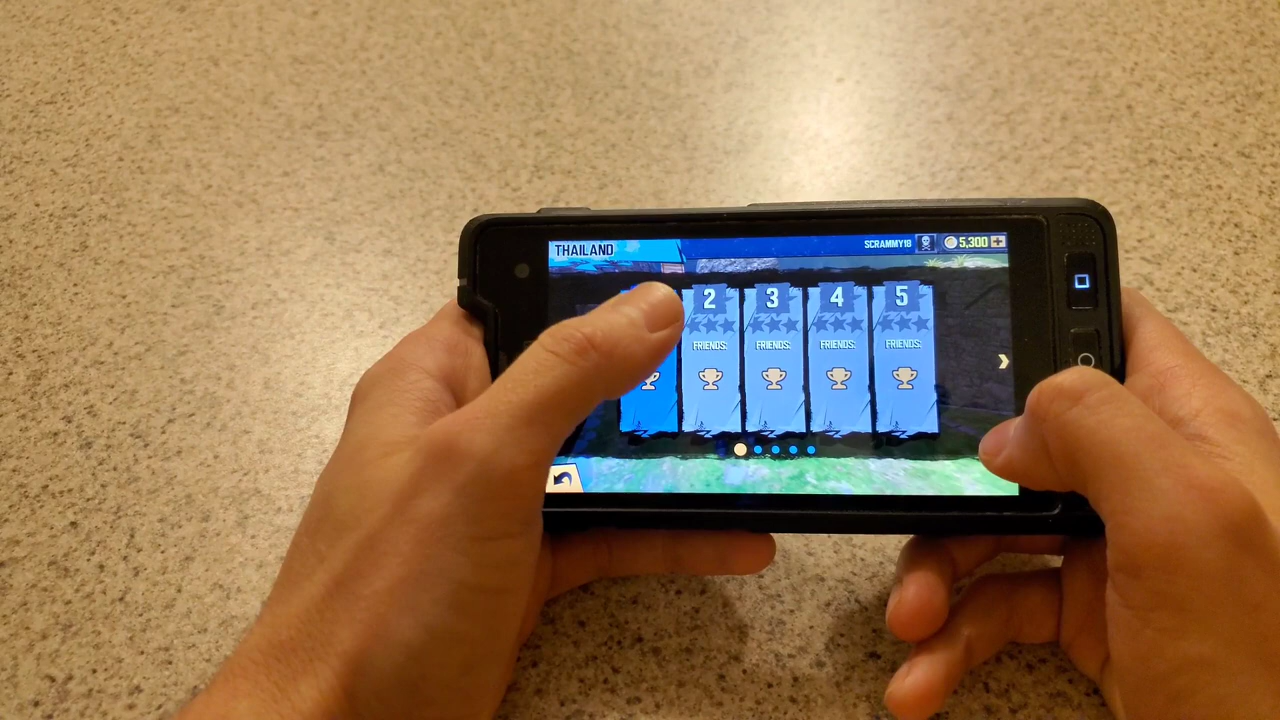 THAILAND
SCRAMMY18
5,300
2
3
4
5
FRIENDS:
FRIENDS:
FRIENDS:
FRIENDS: